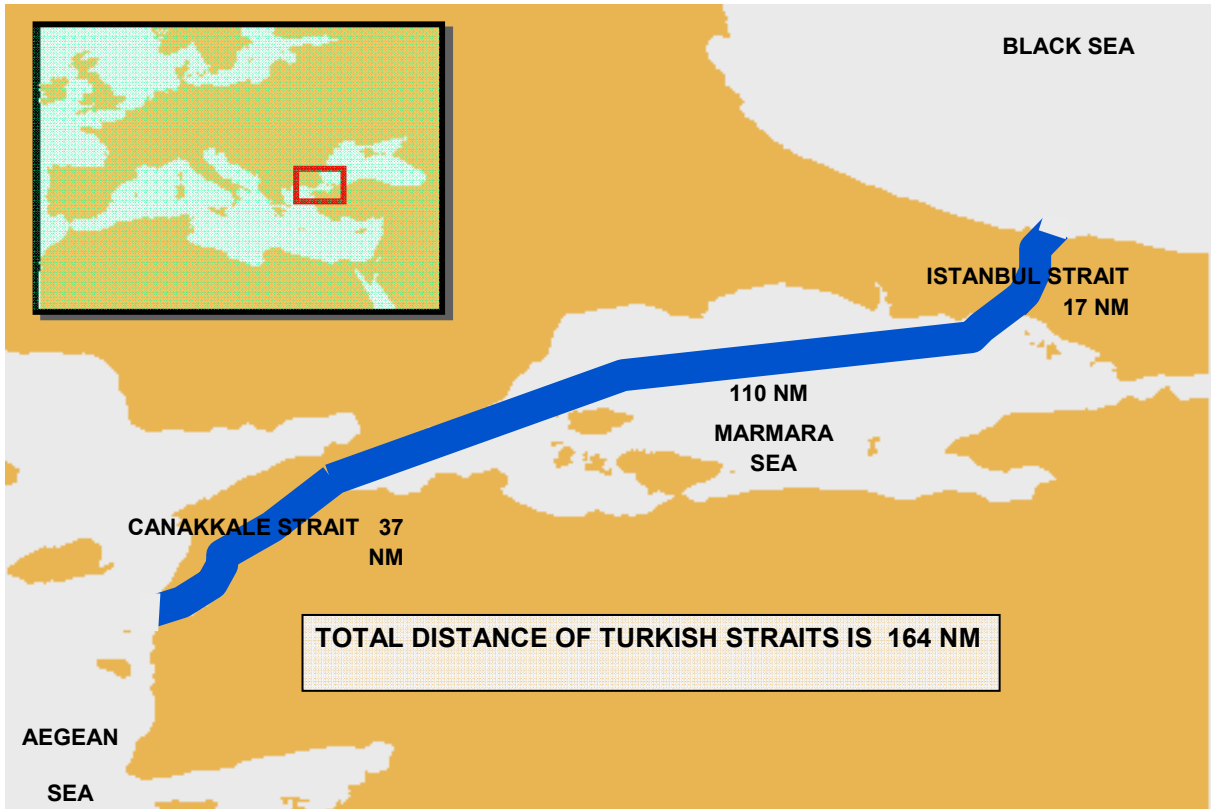 BLACK SEA
ISTANBUL STRAIT
17 NM
110 NM
MARMARA
SEA
CANAKKALE STRAIT 37
NM
TOTAL DISTANCE OF TURKISH STRAITS IS 164 NM
AEGEAN
SEA